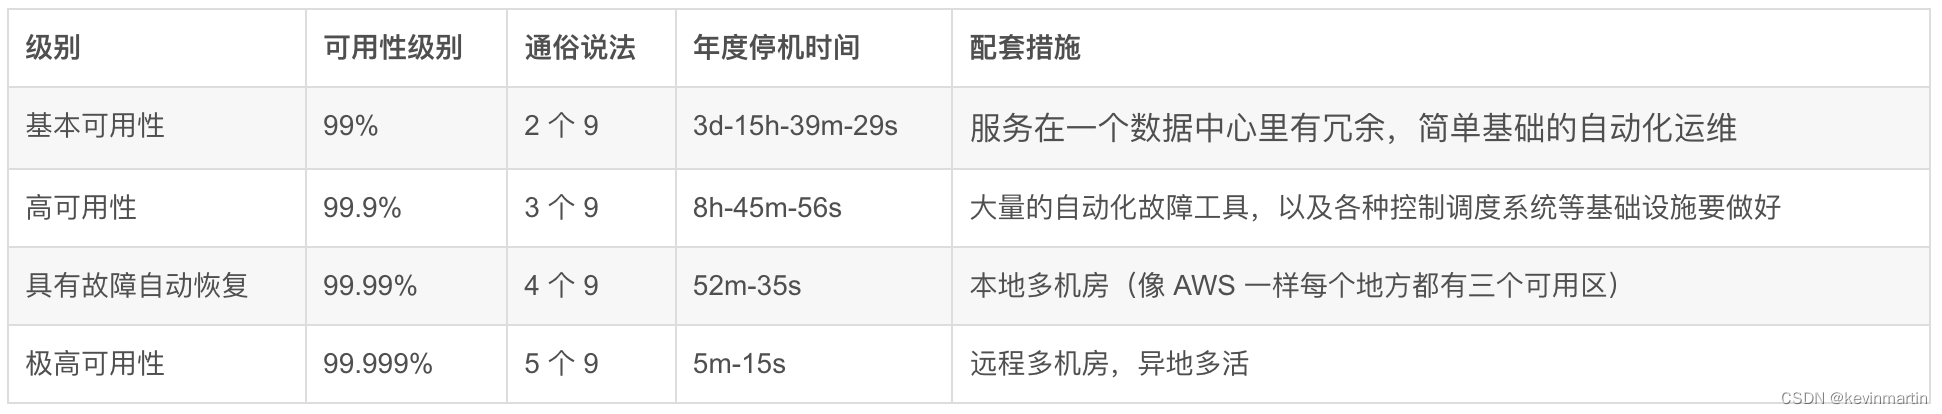 级别 可用性级别 通俗说法 年度停机时间 配套措施
基本可用性 99% 2 个 9 3d-15h-39m-29s 服务在一个数据中心里有冗余，简单基础的自动化运维
高可用性 99.9% 3 个 9 8h-45m-56s 大量的自动化故障工具，以及各种控制调度系统等基础设施要做好
具有故障自动恢复 99.99% 4 个 9 52m-35s 本地多机房（像 AWS 一样每个地方都有三个可用区）
极高可用性 99.999% 5 个 9 5m-15s 远程多机房，异地多活
CSDN @kevinmartin